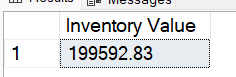 Results Messages
Inventory Value
1 199592.83